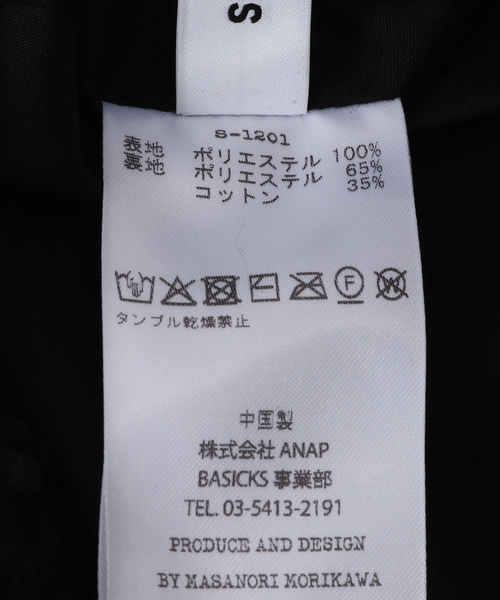 S
S-1201
表地 ポリエステル 100%
裏地 ポリエステル 65%
コットン 35%
F W
タンブル乾燥禁止
中国製
株式会社 ANAP
BASICKS 事業部
TEL. 03-5413-2191
PRODUCE AND DESIGN
BY MASANORI MORIKAWA